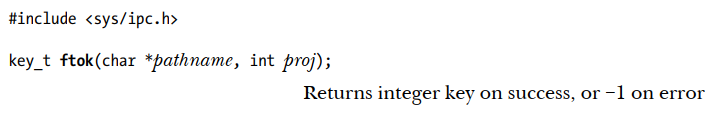 #include <sys/ipc.h>
key_t ftok(char *pathname, int proj);
Returns integer key on success, or −1 on error